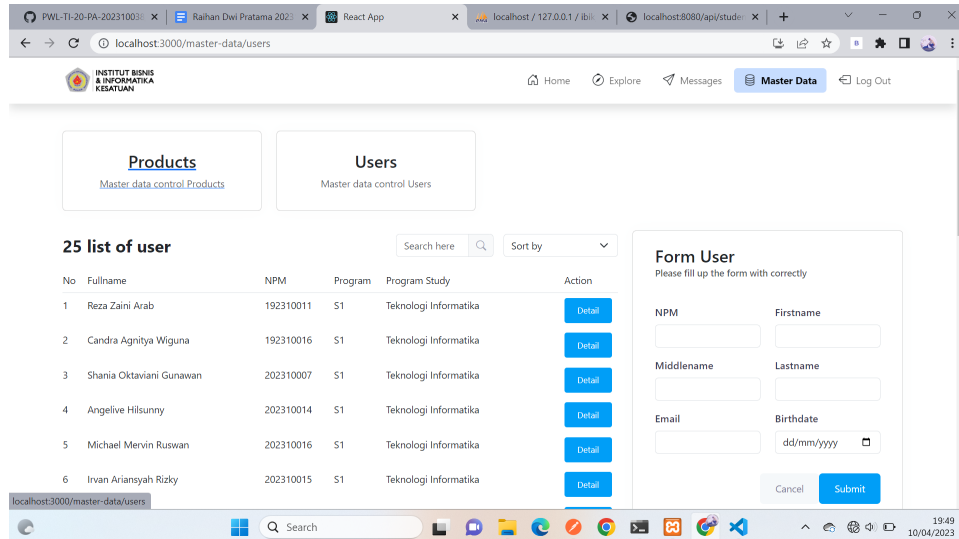 PWL-TI-20-PA-20231003
Raihan Dwi Pratama 2023
React App
localhost / 127.0.0.1 / ibik
localhost:8080/api/stude
localhost:3000/master-data/users
INSTITUT BISNIS
& INFORMATIKA
KESATUAN
Home
Explore
Messages
Master Data
Log Out
Products
Master data control Products
Users
Master data control Users
25 list of user
Search here
Sort by
No Fullname NPM Program Program Study Action
1 Reza Zaini Arab 192310011 S1 Teknologi Informatika Detail
2 Candra Agnitya Wiguna 192310016 S1 Teknologi Informatika Detail
3 Shania Oktaviani Gunawan 202310007 S1 Teknologi Informatika Detail
4 Angelive Hilsunny 202310014 S1 Teknologi Informatika Detail
5 Michael Mervin Ruswan 202310016 S1 Teknologi Informatika Detail
6 Irvan Ariansyah Rizky 202310015 S1 Teknologi Informatika Detail
Form User
Please fill up the form with correctly
NPM Firstname
Middlename Lastname
Email Birthdate
dd/mm/yyyy
Cancel Submit
localhost:3000/master-data/users
Search
19:49
10/04/2023